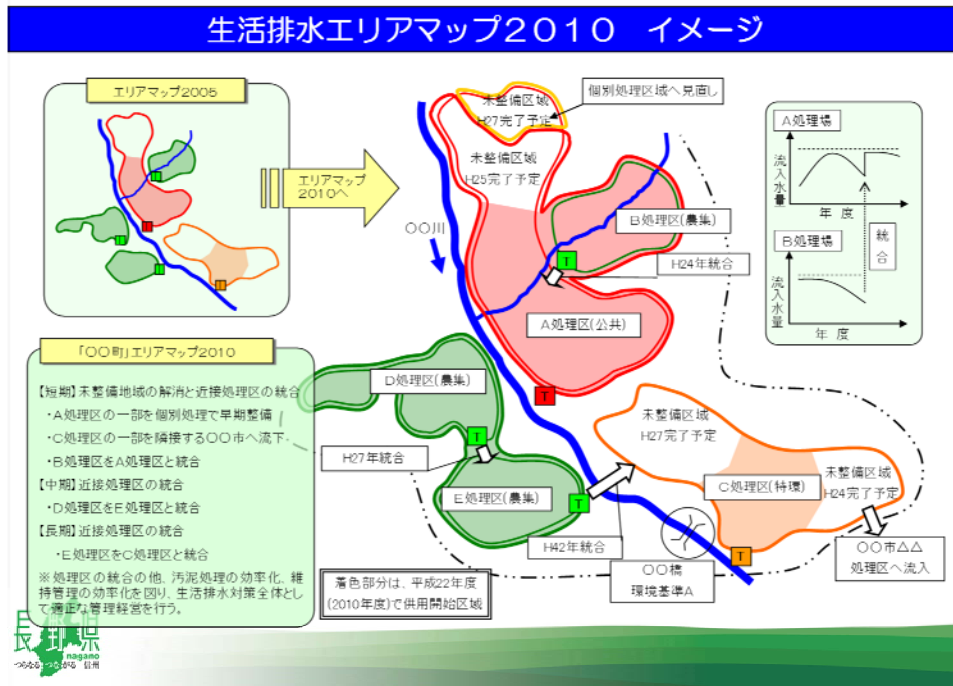 生活排水エリアマップ2010　イメージ
エリアマップ2005
エリアマップ
2010へ
未整備区域
H27完了予定
個別処理区域へ見直し
未整備区域
H25完了予定
〇〇川
B処理区(農集)
T
H24年統合
A処理区(公共)
T
A処理場
流入水量
年　度
統合
B処理場
流入水量
年　度
「〇〇町」エリアマップ2010
【短期】未整備地域の解消と近接処理区の統合
・A処理区の一部を個別処理で早期整備
・C処理区の一部を隣接する〇〇市へ流下
・B処理区をA処理区と統合
【中期】近接処理区の統合
・D処理区をE処理区と統合
【長期】近接処理区の統合
・E処理区をC処理区と統合
※処理区の統合の他、汚泥処理の効率化、維
持管理の効率化を図り、生活排水対策全体とし
て適正な管理経営を行う。
D処理区(農集)
T
H27年統合
E処理区(農集)
T
H42年統合
未整備区域
H27完了予定
C処理区(特環)
未整備区域
H24完了予定
T
〇〇橋
環境基準A
〇〇市△△
処理区へ流入
着色部分は、平成22年度
(2010年度)で供用開始区域
長野県
nagano
つらなる つながる 信州